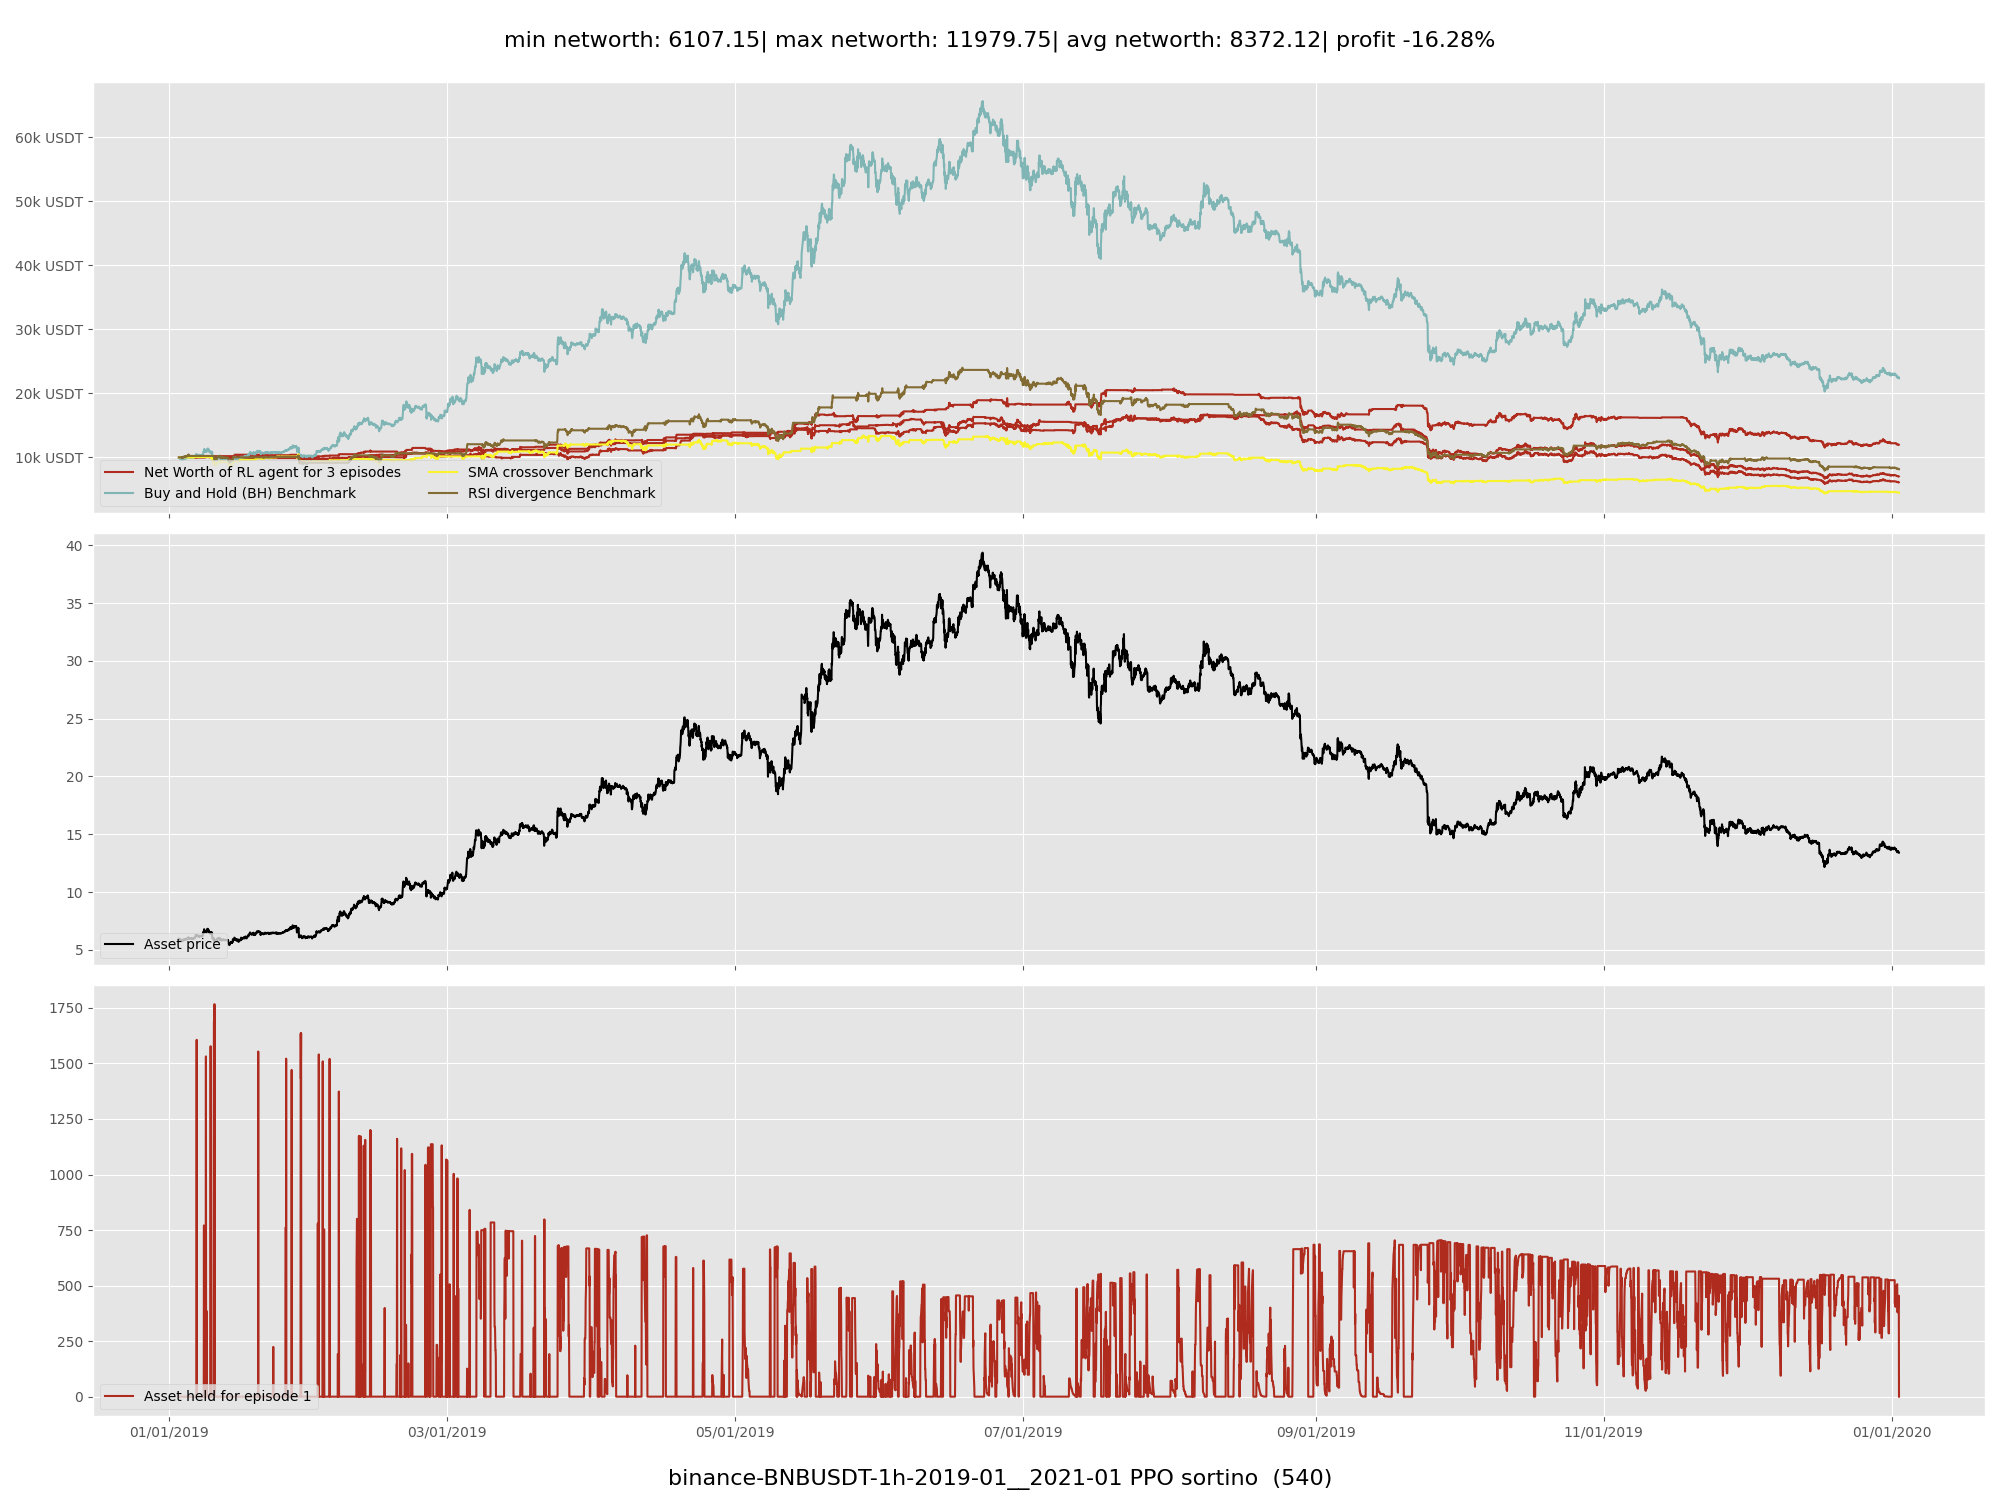 min networth: 6107.15| max networth: 11979.75| avg networth: 8372.12| profit -16.28%
60k USDT
50k USDT
40k USDT
30k USDT
20k USDT
10k USDT
Net Worth of RL agent for 3 episodes
Buy and Hold (BH) Benchmark
SMA crossover Benchmark
RSI divergence Benchmark
40
35
30
25
20
15
10
5
Asset price
1750
1500
1250
1000
750
500
250
0
Asset held for episode 1
01/01/2019 03/01/2019 05/01/2019 07/01/2019 09/01/2019 11/01/2019 01/01/2020
binance-BNBUSDT-1h-2019-01__2021-01 PPO sortino (540)